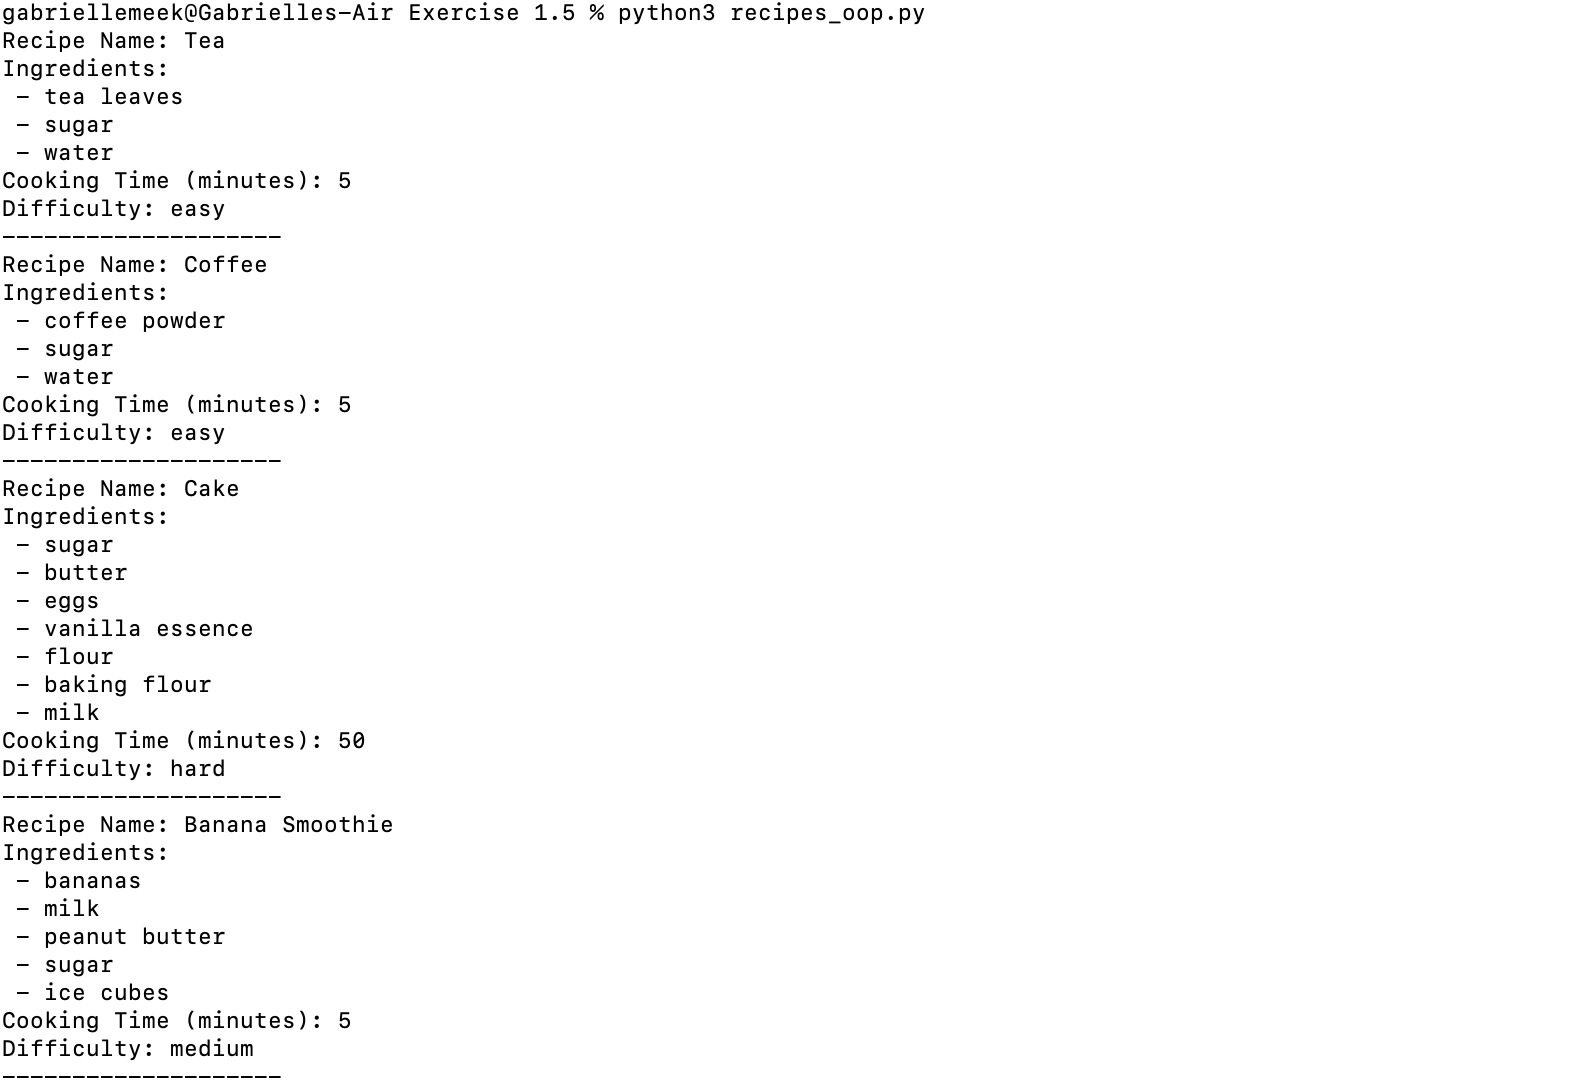 gabriellemeek@Gabrielles-Air Exercise 1.5 % python3 recipes_oop.py
Recipe Name: Tea
Ingredients:
 - tea leaves
 - sugar
 - water
Cooking Time (minutes): 5
Difficulty: easy
--------------------
Recipe Name: Coffee
Ingredients:
 - coffee powder
 - sugar
 - water
Cooking Time (minutes): 5
Difficulty: easy
--------------------
Recipe Name: Cake
Ingredients:
 - sugar
 - butter
 - eggs
 - vanilla essence
 - flour
 - baking flour
 - milk
Cooking Time (minutes): 50
Difficulty: hard
--------------------
Recipe Name: Banana Smoothie
Ingredients:
 - bananas
 - milk
 - peanut butter
 - sugar
 - ice cubes
Cooking Time (minutes): 5
Difficulty: medium
--------------------